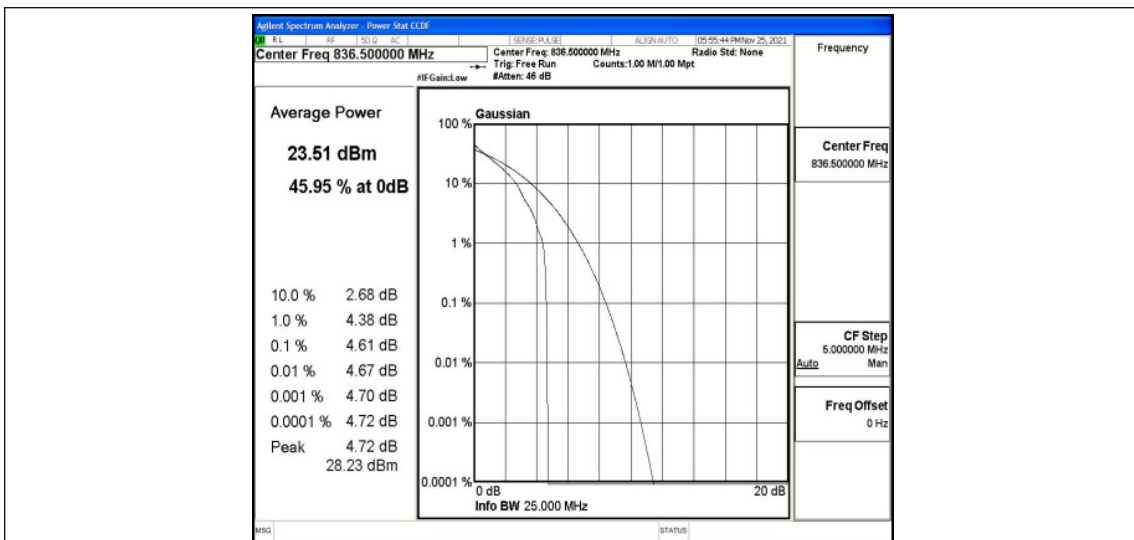 Agilent Spectrum Analyzer - Power Stat CCDF
RL RF 50 Ω AC SENSE:PULSE ALIGN AUTO 05:55:44 PM Nov 25, 2021
Center Freq 836.500000 MHz
Center Freq: 836.500000 MHz Radio Std: None
Trig: Free Run Counts:1.00 M/1.00 Mpt
#IFGain:Low #Atten: 46 dB
Frequency
Average Power
23.51 dBm
45.95 % at 0dB
10.0 % 2.68 dB
1.0 % 4.38 dB
0.1 % 4.61 dB
0.01 % 4.67 dB
0.001 % 4.70 dB
0.0001 % 4.72 dB
Peak 4.72 dB
28.23 dBm
Gaussian
100 %
10 %
1 %
0.1 %
0.01 %
0.001 %
0.0001 %
0 dB 20 dB
Info BW 25.000 MHz
Center Freq
836.500000 MHz
CF Step
5.000000 MHz
Auto Man
Freq Offset
0 Hz
MSG STATUS